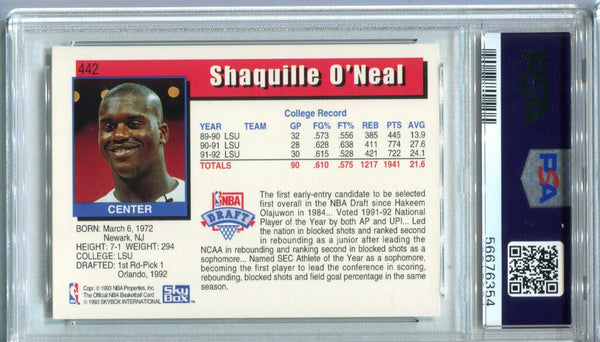 442
Shaquille O'Neal
College Record
YEAR TEAM GP FG% FT% REB PTS AVG
89-90 LSU 32 .573 .556 385 445 13.9
90-91 LSU 28 .628 .638 411 774 27.6
91-92 LSU 30 .615 .528 421 722 24.1
TOTALS 90 .610 .575 1217 1941 21.6
CENTER
BORN: March 6, 1972
Newark, NJ
HEIGHT: 7-1 WEIGHT: 294
COLLEGE: LSU
DRAFTED: 1st Rd-Pick 1
Orlando, 1992
NBA
DRAFT
The first early-entry candidate to be selected
first overall in the NBA Draft since Hakeem
Olajuwon in 1984... Voted 1991-92 National
Player of the Year by both AP and UPI... Led
the nation in blocked shots and ranked second
in rebounding as a junior after leading the
NCAA in rebounding and ranking second in blocked shots as a
sophomore... Named SEC Athlete of the Year as a sophomore,
becoming the first player to lead the conference in scoring,
rebounding, blocked shots and field goal percentage in the same
season.
Copr. © 1993 NBA Properties, Inc.
The Official NBA Basketball Card
© 1993 SKYBOX INTERNATIONAL
SkyBox
PSA
PSA
56676354